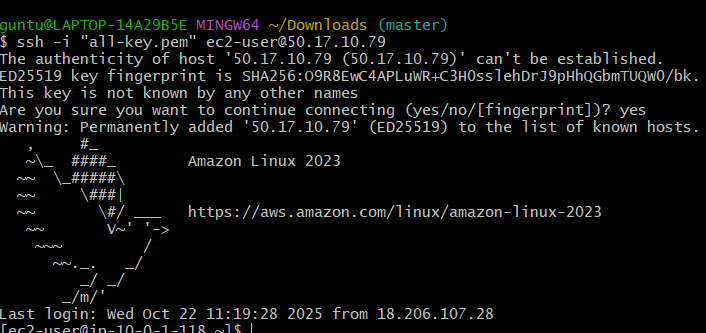 guntu@LAPTOP-14A29B5E MINGW64 ~/Downloads (master)
$ ssh -i "all-key.pem" ec2-user@50.17.10.79
The authenticity of host '50.17.10.79 (50.17.10.79)' can't be established.
ED25519 key fingerprint is SHA256:O9R8EwC4APLuWR+C3HOsslehDrJ9pHhQGbmTUQWO/bk.
This key is not known by any other names
Are you sure you want to continue connecting (yes/no/[fingerprint])? yes
Warning: Permanently added '50.17.10.79' (ED25519) to the list of known hosts.
   ,     #_
   ~\_  ####_        Amazon Linux 2023
  ~~  \_#####\
  ~~     \###|
  ~~       \#/ ___   https://aws.amazon.com/linux/amazon-linux-2023
   ~~       V~' '->
    ~~~         /
      ~~._.   _/
         _/ _/
       _/m/'
Last login: Wed Oct 22 11:19:28 2025 from 18.206.107.28
[ec2-user@ip-10-0-1-118 ~]$